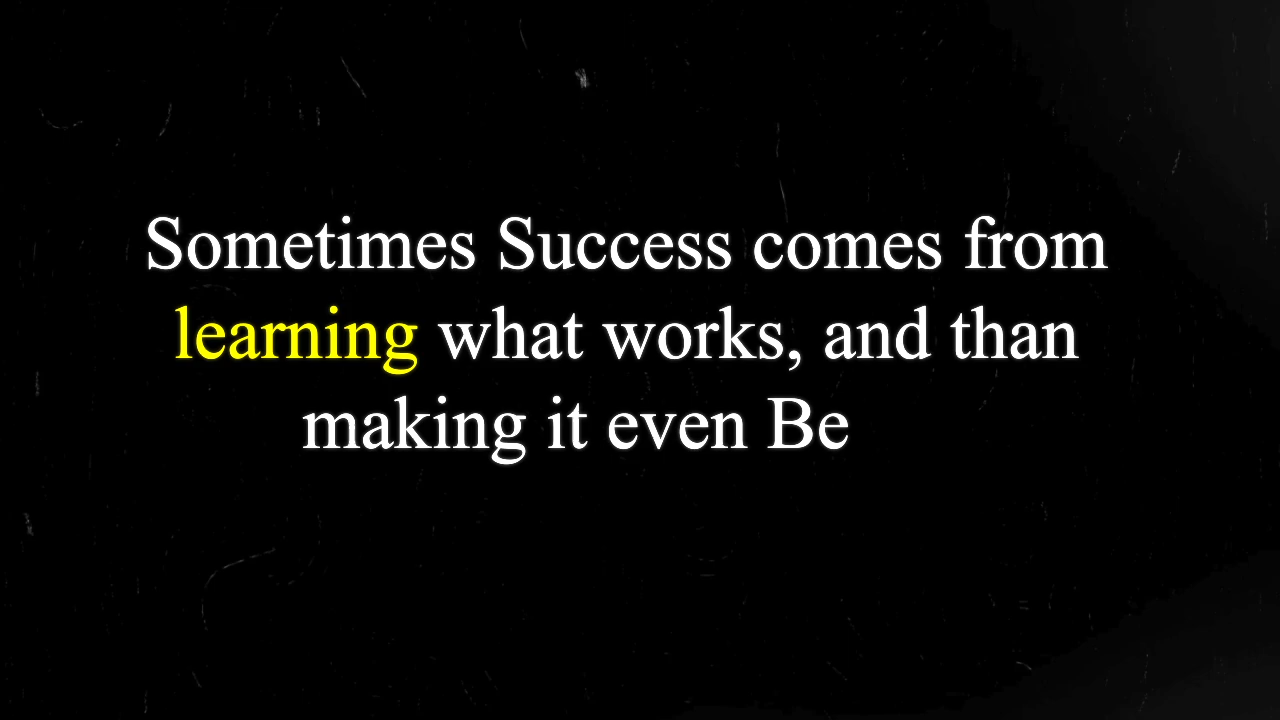 Sometimes Success comes from
learning what works, and than
making it even Be